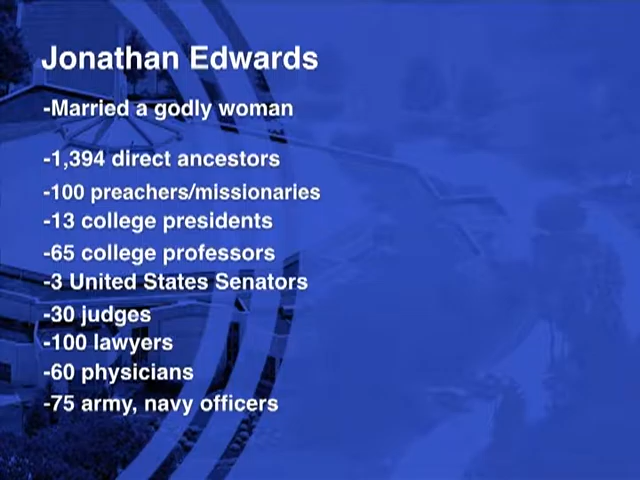 Jonathan Edwards
-Married a godly woman
-1,394 direct ancestors
-100 preachers/missionaries
-13 college presidents
-65 college professors
-3 United States Senators
-30 judges
-100 lawyers
-60 physicians
-75 army, navy officers